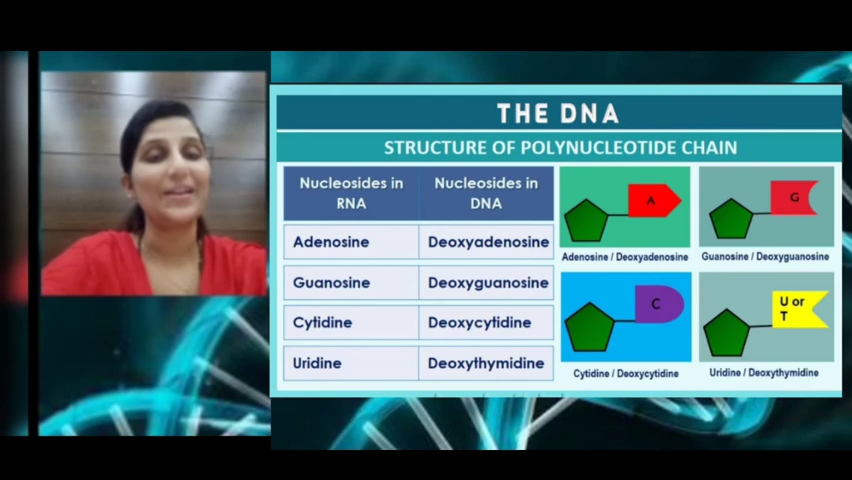 THE DNA
STRUCTURE OF POLYNUCLEOTIDE CHAIN
Nucleosides in RNA
Nucleosides in DNA
Adenosine
Deoxyadenosine
Guanosine
Deoxyguanosine
Cytidine
Deoxycytidine
Uridine
Deoxythymidine
A
Adenosine / Deoxyadenosine
G
Guanosine / Deoxyguanosine
C
Cytidine / Deoxycytidine
U or
T
Uridine / Deoxythymidine